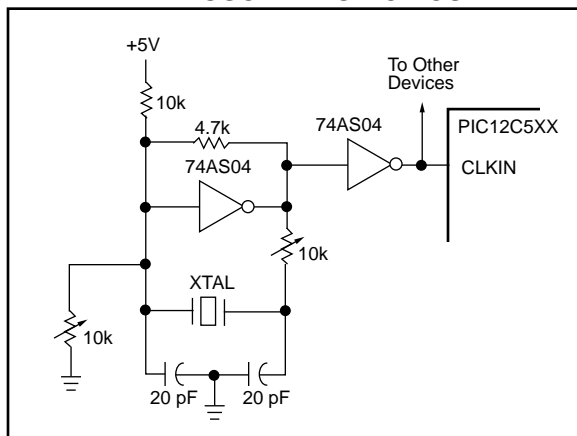 +5V
To Other
Devices
10k
4.7k
74AS04
PIC12C5XX
74AS04
CLKIN
10k
XTAL
10k
20 pF
20 pF